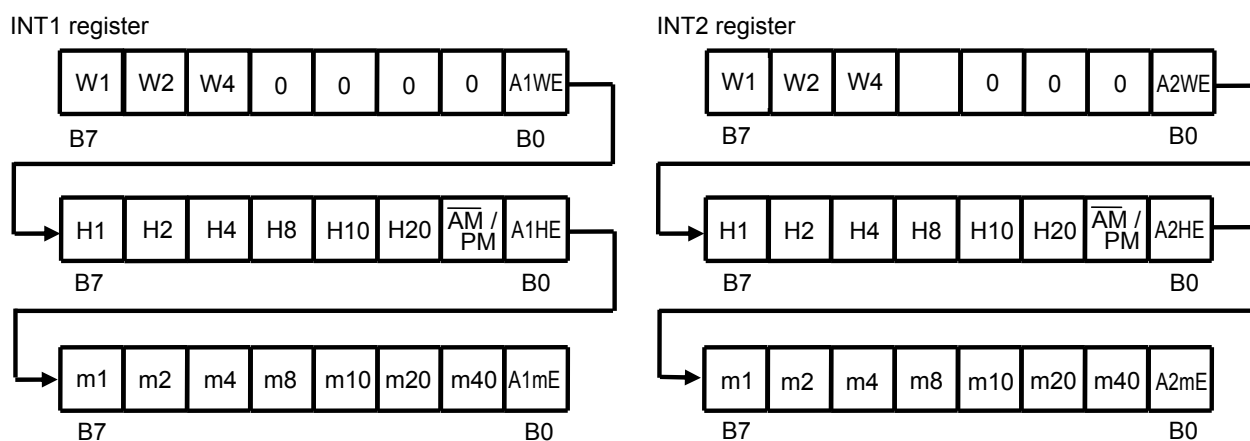 INT1 register
W1 W2 W4 0 0 0 0 A1WE
B7 B0
H1 H2 H4 H8 H10 H20 A̅M̅ / PM A1HE
B7 B0
m1 m2 m4 m8 m10 m20 m40 A1mE
B7 B0
INT2 register
W1 W2 W4 0 0 0 A2WE
B7 B0
H1 H2 H4 H8 H10 H20 A̅M̅ / PM A2HE
B7 B0
m1 m2 m4 m8 m10 m20 m40 A2mE
B7 B0